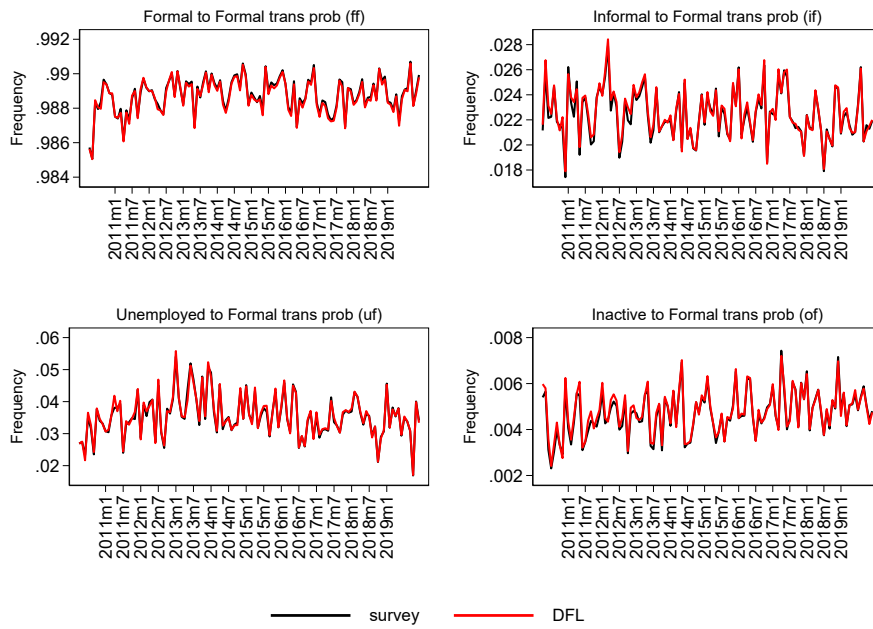 Formal to Formal trans prob (ff)
Frequency
.992
.99
.988
.986
.984
2011m1
2011m7
2012m1
2012m7
2013m1
2013m7
2014m1
2014m7
2015m1
2015m7
2016m1
2016m7
2017m1
2017m7
2018m1
2018m7
2019m1
Informal to Formal trans prob (if)
Frequency
.028
.026
.024
.022
.02
.018
2011m1
2011m7
2012m1
2012m7
2013m1
2013m7
2014m1
2014m7
2015m1
2015m7
2016m1
2016m7
2017m1
2017m7
2018m1
2018m7
2019m1
Unemployed to Formal trans prob (uf)
Frequency
.06
.05
.04
.03
.02
2011m1
2011m7
2012m1
2012m7
2013m1
2013m7
2014m1
2014m7
2015m1
2015m7
2016m1
2016m7
2017m1
2017m7
2018m1
2018m7
2019m1
Inactive to Formal trans prob (of)
Frequency
.008
.006
.004
.002
2011m1
2011m7
2012m1
2012m7
2013m1
2013m7
2014m1
2014m7
2015m1
2015m7
2016m1
2016m7
2017m1
2017m7
2018m1
2018m7
2019m1
survey
DFL